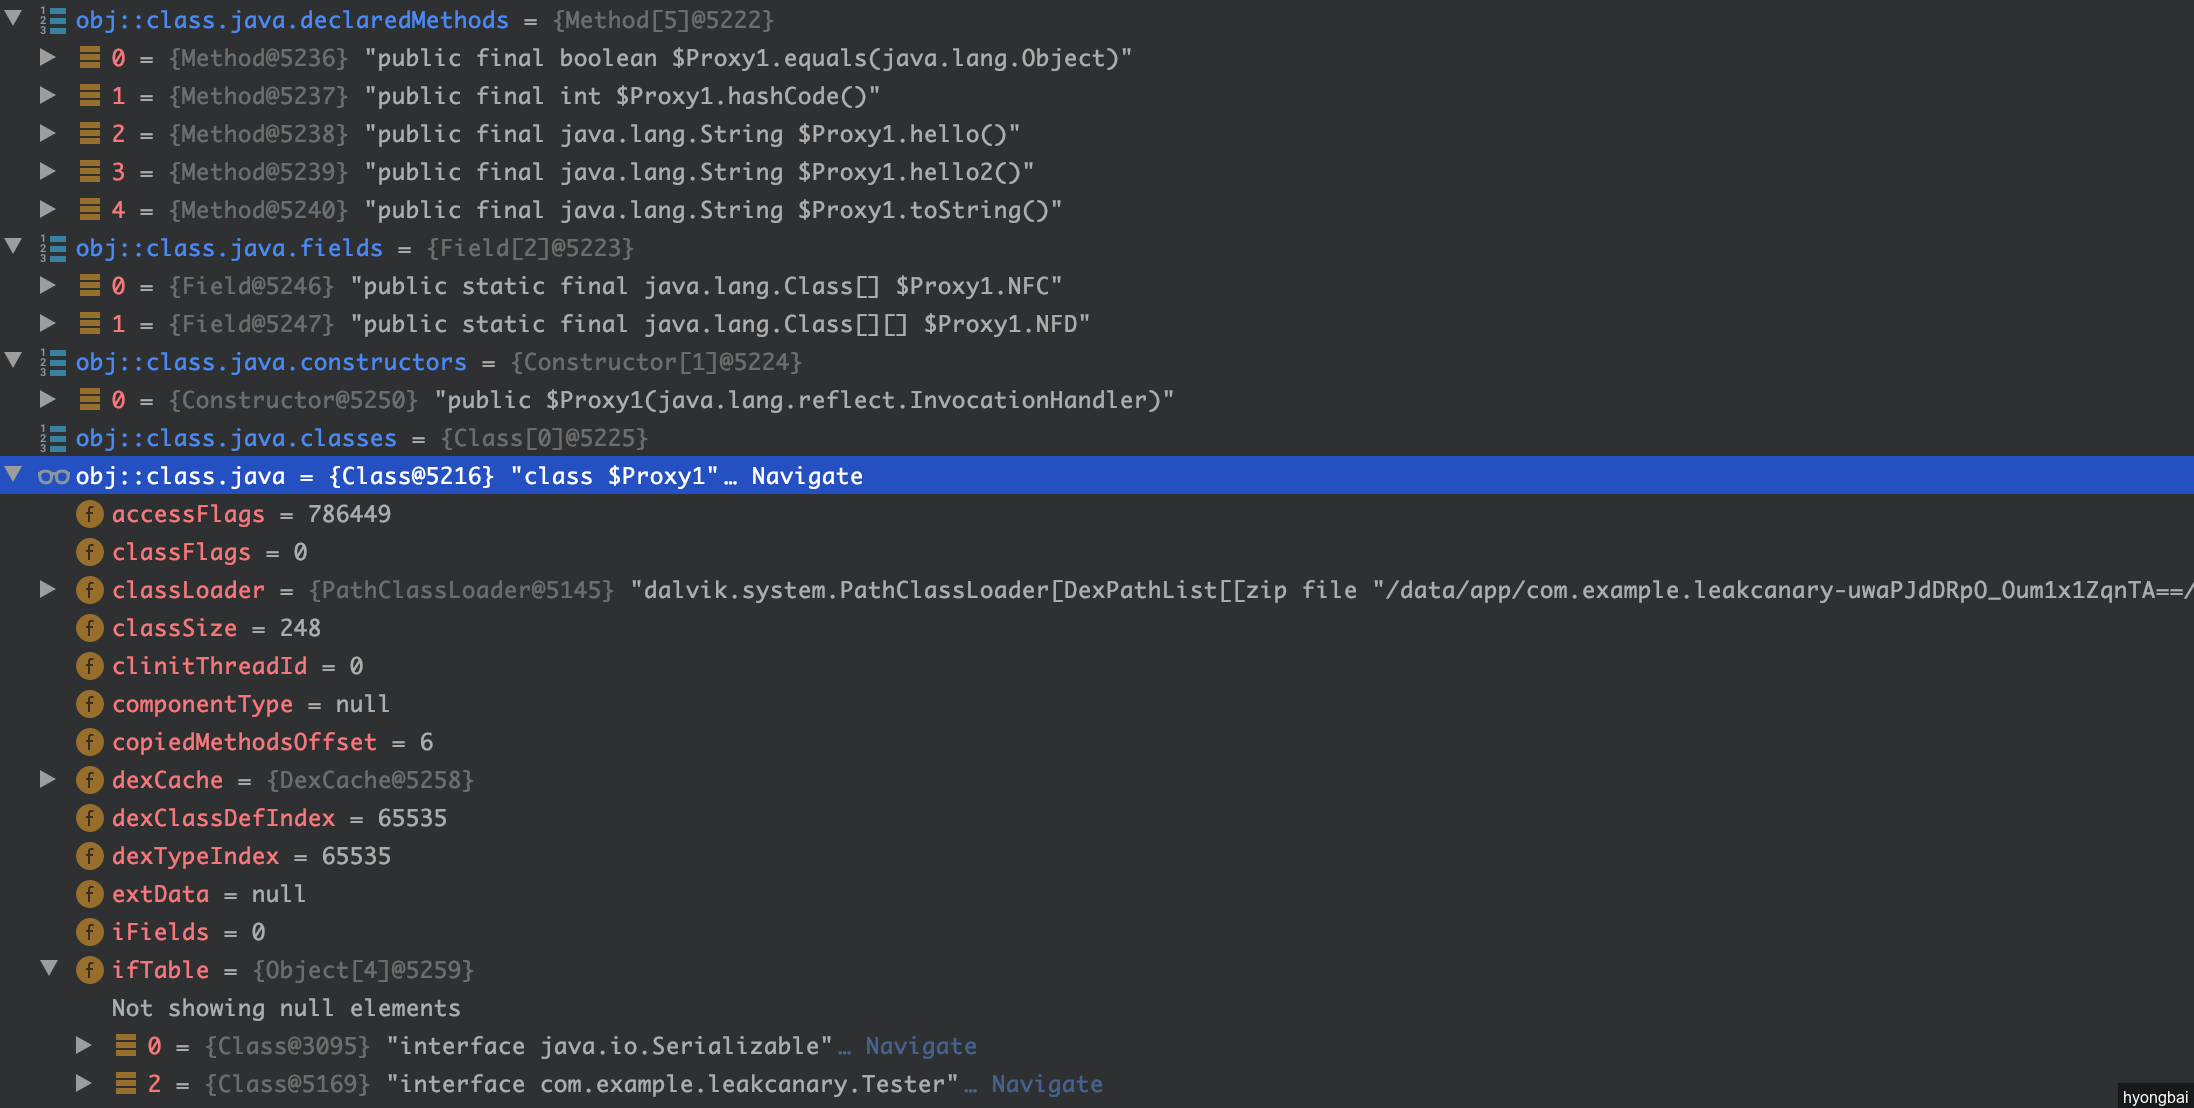 obj::class.java.declaredMethods = {Method[5]@5222}
0 = {Method@5236} "public final boolean $Proxy1.equals(java.lang.Object)"
1 = {Method@5237} "public final int $Proxy1.hashCode()"
2 = {Method@5238} "public final java.lang.String $Proxy1.hello()"
3 = {Method@5239} "public final java.lang.String $Proxy1.hello2()"
4 = {Method@5240} "public final java.lang.String $Proxy1.toString()"
obj::class.java.fields = {Field[2]@5223}
0 = {Field@5246} "public static final java.lang.Class[] $Proxy1.NFC"
1 = {Field@5247} "public static final java.lang.Class[][] $Proxy1.NFD"
obj::class.java.constructors = {Constructor[1]@5224}
0 = {Constructor@5250} "public $Proxy1(java.lang.reflect.InvocationHandler)"
obj::class.java.classes = {Class[0]@5225}
obj::class.java = {Class@5216} "class $Proxy1"… Navigate
accessFlags = 786449
classFlags = 0
classLoader = {PathClassLoader@5145} "dalvik.system.PathClassLoader[DexPathList[[zip file "/data/app/com.example.leakcanary-uwaPJdDRpO_Oum1x1ZqnTA==/
classSize = 248
clinitThreadId = 0
componentType = null
copiedMethodsOffset = 6
dexCache = {DexCache@5258}
dexClassDefIndex = 65535
dexTypeIndex = 65535
extData = null
iFields = 0
ifTable = {Object[4]@5259}
Not showing null elements
0 = {Class@3095} "interface java.io.Serializable"… Navigate
2 = {Class@5169} "interface com.example.leakcanary.Tester"… Navigate
hyongbai